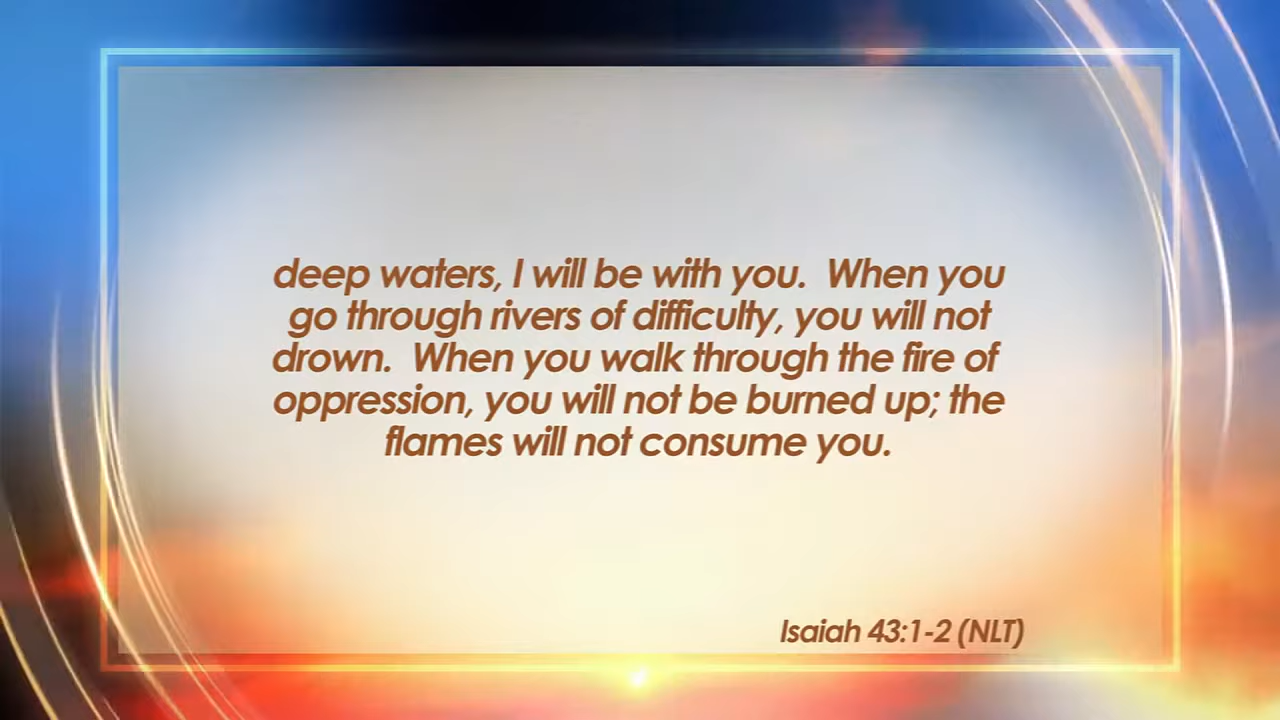 deep waters, I will be with you.  When you
go through rivers of difficulty, you will not
drown.  When you walk through the fire of
oppression, you will not be burned up; the
flames will not consume you.
Isaiah 43:1-2 (NLT)